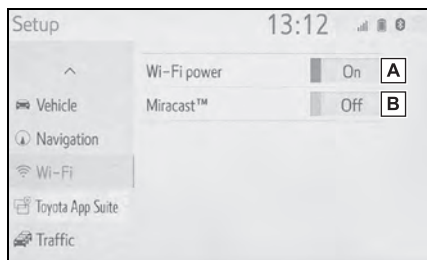 Setup 13:12
Wi-Fi power On A
Miracast™ Off B
Vehicle
Navigation
Wi-Fi
Toyota App Suite
Traffic